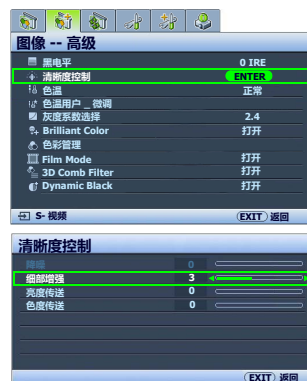 图像 -- 高级
黑电平 0 IRE
清晰度控制 ENTER
色温 正常
色温用户 _ 微调
灰度系数选择 2.4
Brilliant Color 打开
色彩管理
Film Mode 打开
3D Comb Filter 打开
Dynamic Black 打开
S- 视频 EXIT 返回
清晰度控制
降噪 0
细部增强 3
亮度传送 0
色度传送 0
EXIT 返回